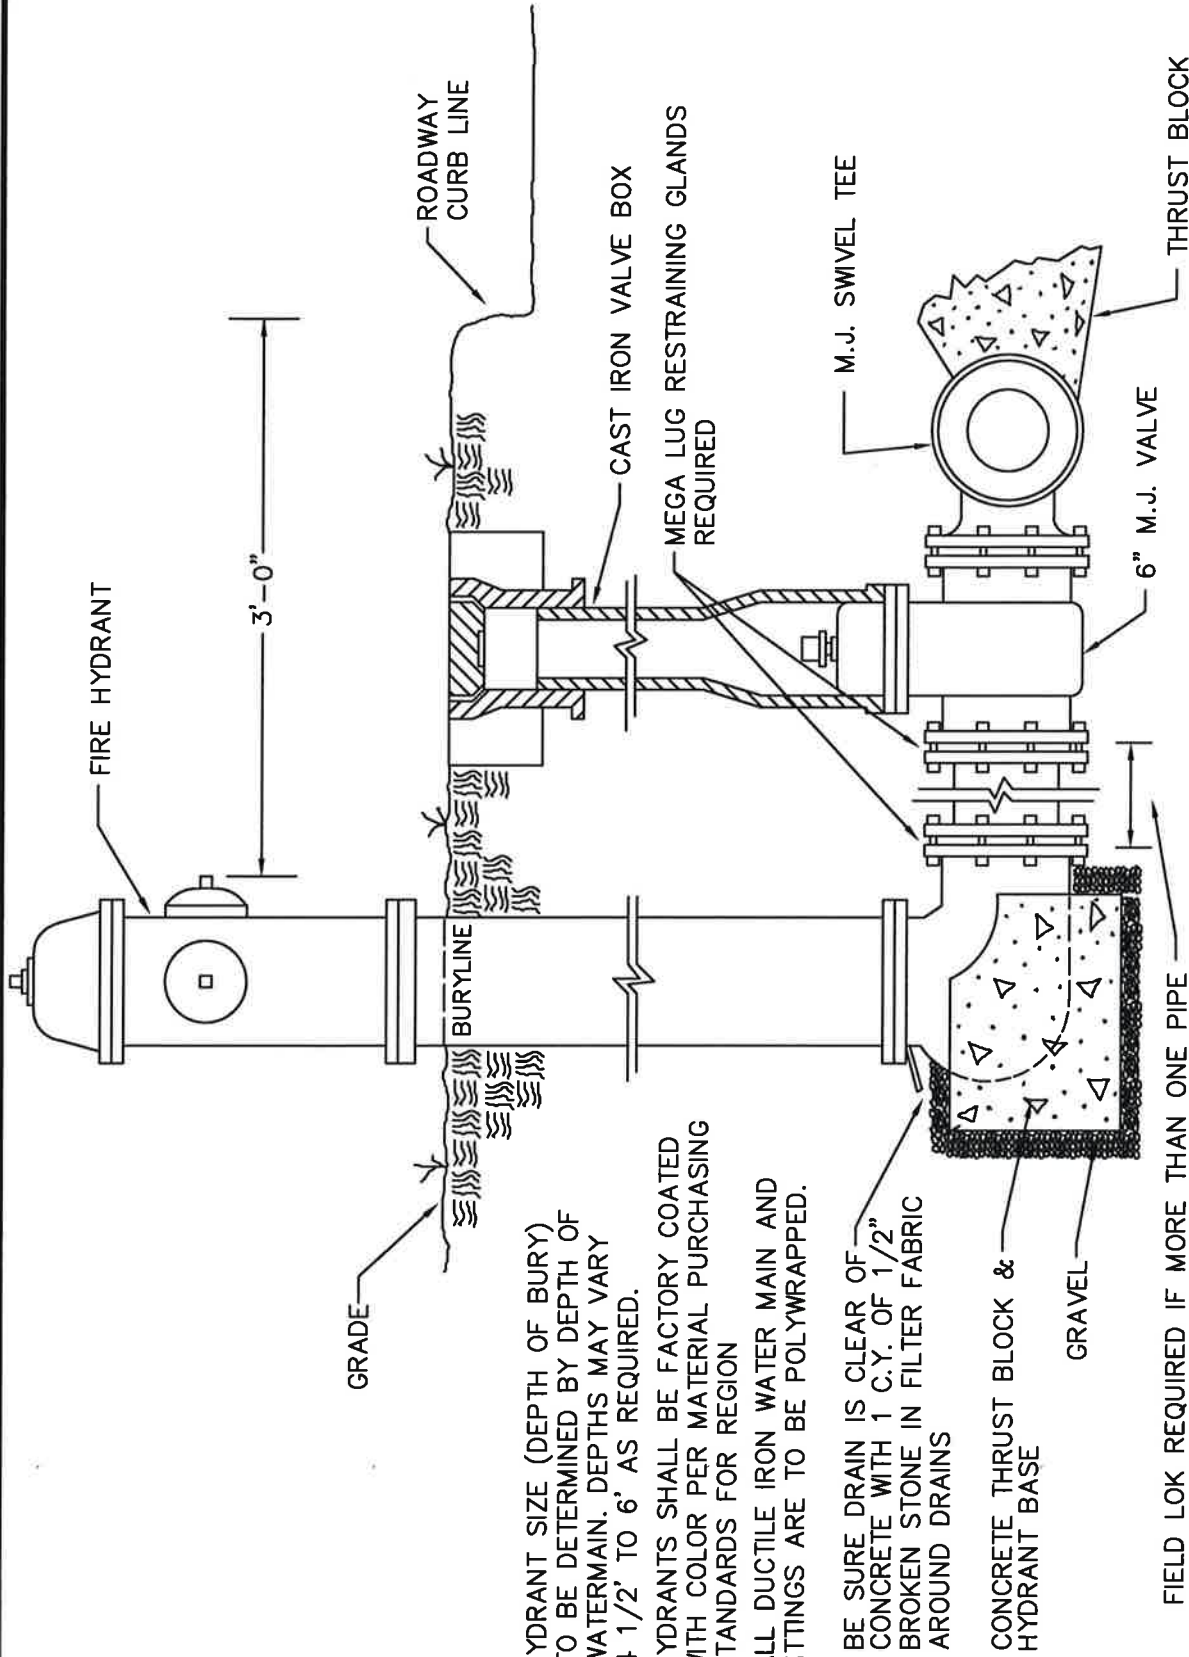 FIRE HYDRANT
3'-0"
ROADWAY
CURB LINE
GRADE
BURYLINE
CAST IRON VALVE BOX
MEGA LUG RESTRAINING GLANDS
REQUIRED
M.J. SWIVEL TEE
THRUST BLOCK
6" M.J. VALVE
YDRANT SIZE (DEPTH OF BURY)
TO BE DETERMINED BY DEPTH OF
WATERMAIN. DEPTHS MAY VARY
4 1/2' TO 6' AS REQUIRED.
YDRANTS SHALL BE FACTORY COATED
WITH COLOR PER MATERIAL PURCHASING
TANDARDS FOR REGION
LL DUCTILE IRON WATER MAIN AND
TTINGS ARE TO BE POLYWRAPPED.
BE SURE DRAIN IS CLEAR OF
CONCRETE WITH 1 C.Y. OF 1/2"
BROKEN STONE IN FILTER FABRIC
AROUND DRAINS
CONCRETE THRUST BLOCK &
HYDRANT BASE
GRAVEL
FIELD LOK REQUIRED IF MORE THAN ONE PIPE